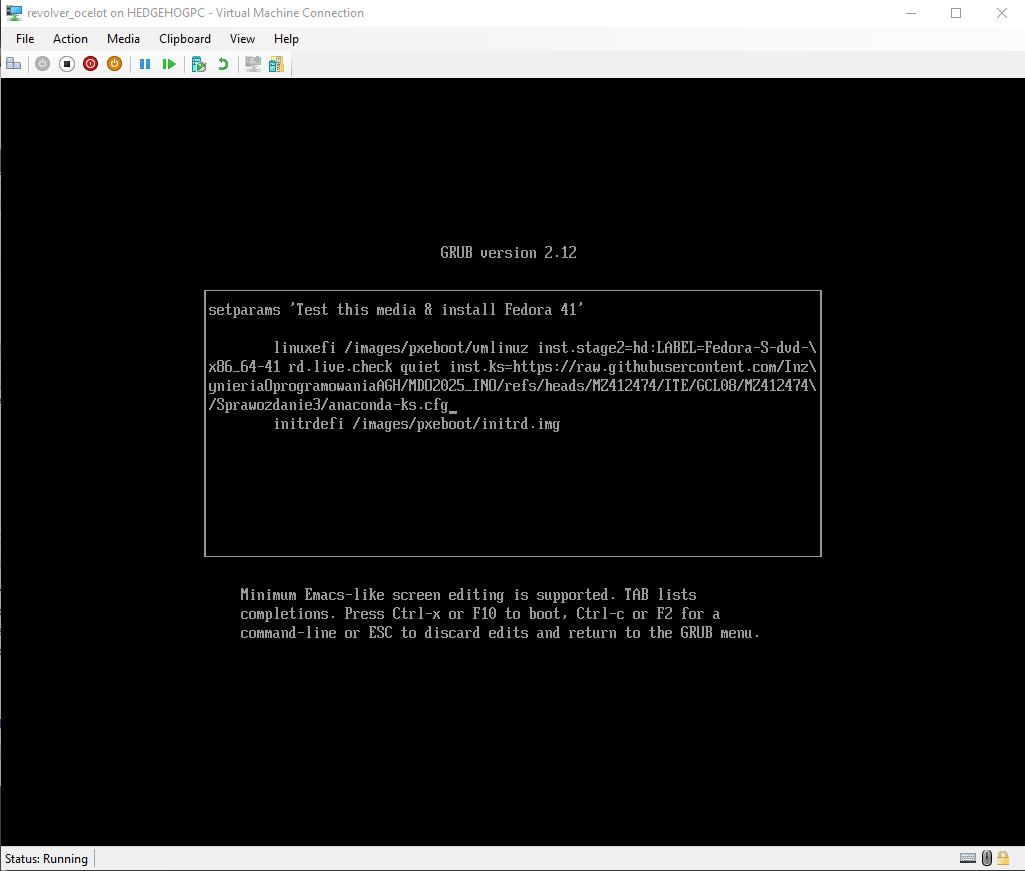 revolver_ocelot on HEDGEHOGPC - Virtual Machine Connection
File Action Media Clipboard View Help
GRUB version 2.12
setparams 'Test this media & install Fedora 41'
linuxefi /images/pxeboot/vmlinuz inst.stage2=hd:LABEL=Fedora-S-dvd-\
x86_64-41 rd.live.check quiet inst.ks=https://raw.githubusercontent.com/Inz\
ynieriaOprogramowaniaAGH/MDO2025_INO/refs/heads/MZ412474/ITE/GCL08/MZ412474\
/Sprawozdanie3/anaconda-ks.cfg_
initrdefi /images/pxeboot/initrd.img
Minimum Emacs-like screen editing is supported. TAB lists
completions. Press Ctrl-x or F10 to boot, Ctrl-c or F2 for a
command-line or ESC to discard edits and return to the GRUB menu.
Status: Running